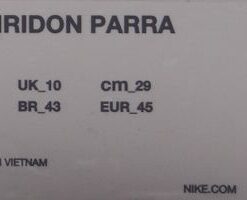 IRIDON PARRA
UK_10 cm_29
BR_43 EUR_45
VIETNAM
NIKE.COM